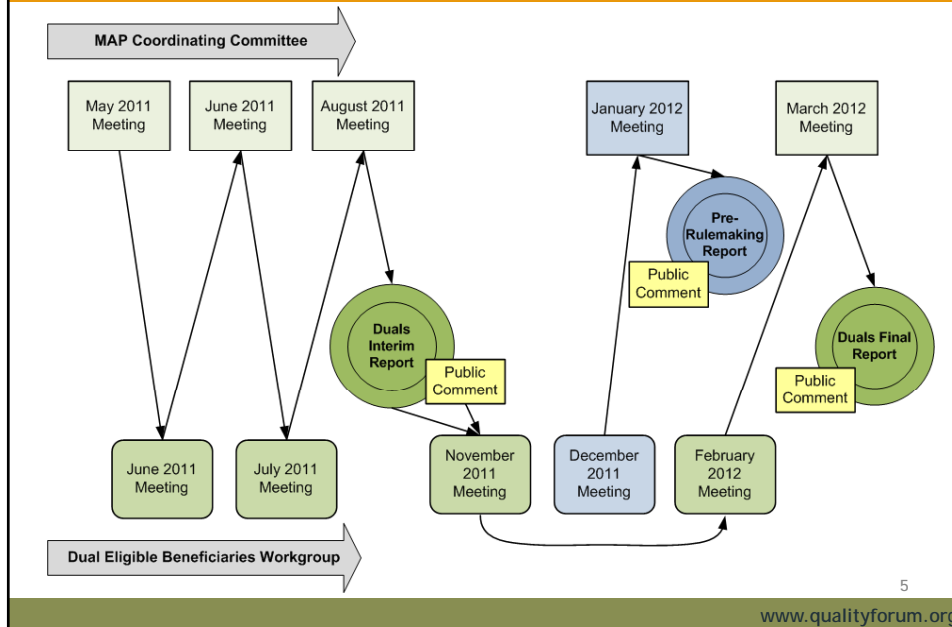 MAP Coordinating Committee
May 2011
Meeting
June 2011
Meeting
August 2011
Meeting
January 2012
Meeting
March 2012
Meeting
Pre-
Rulemaking
Report
Public
Comment
Duals
Interim
Report
Public
Comment
Duals Final
Report
Public
Comment
June 2011
Meeting
July 2011
Meeting
November
2011
Meeting
December
2011
Meeting
February
2012
Meeting
Dual Eligible Beneficiaries Workgroup
5
www.qualityforum.org